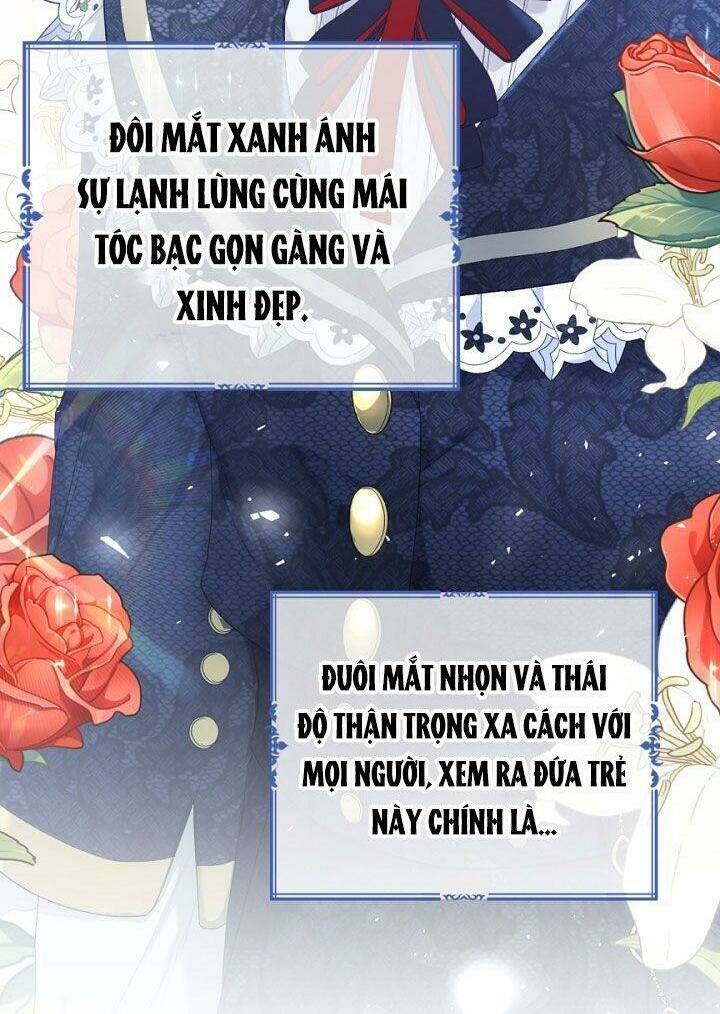 ĐÔI MẮT XANH ÁNH
SỰ LẠNH LÙNG CÙNG MÁI
TÓC BẠC GỌN GÀNG VÀ
XINH ĐẸP.
ĐUÔI MẮT NHỌN VÀ THÁI
ĐỘ THẬN TRỌNG XA CÁCH VỚI
MỌI NGƯỜI, XEM RA ĐỨA TRẺ
NÀY CHÍNH LÀ...